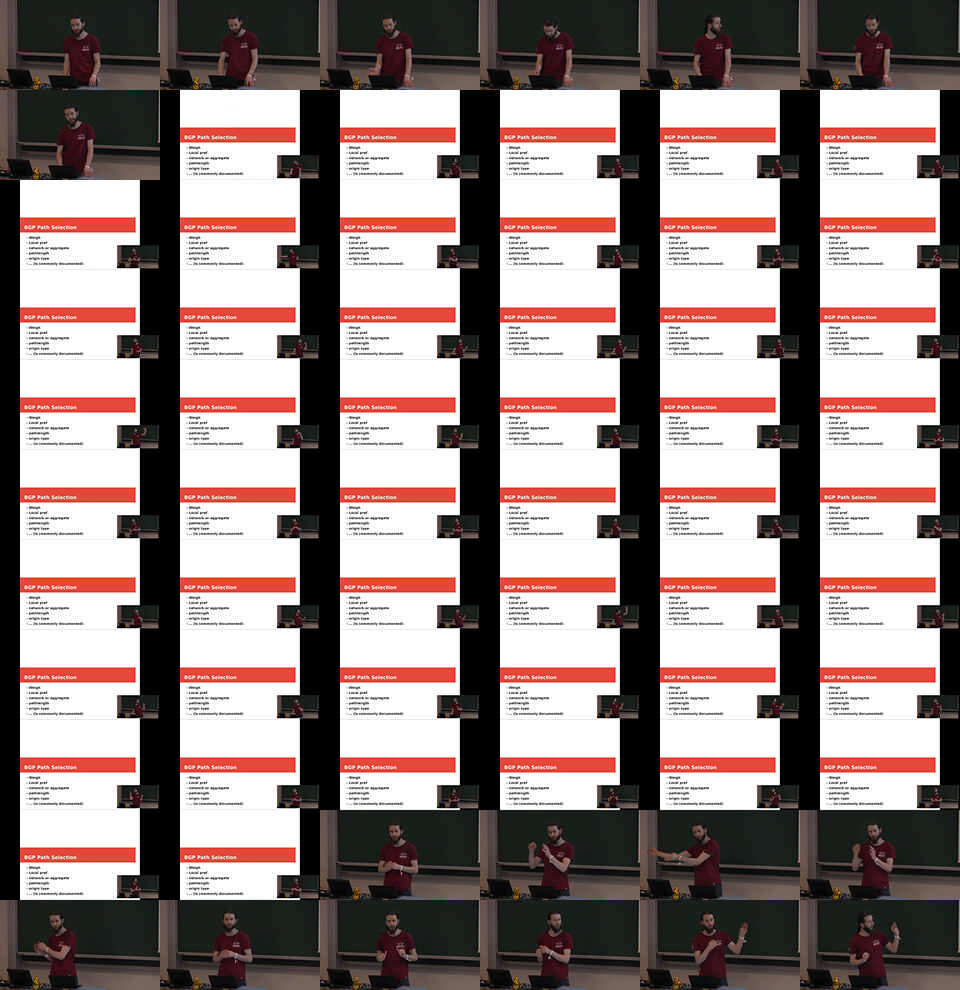 BGP Path Selection
- Weigh
- Local pref
- network or aggregate
- pathlength
- origin type
- ... (is commonly documented)